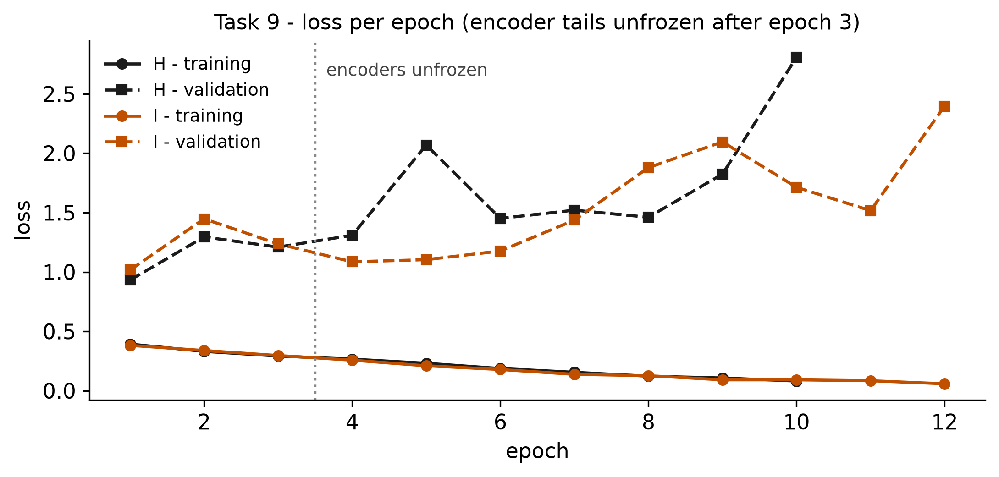 Task 9 - loss per epoch (encoder tails unfrozen after epoch 3)
H - training
H - validation
I - training
I - validation
encoders unfrozen
loss
2.5
2.0
1.5
1.0
0.5
0.0
2 4 6 8 10 12
epoch